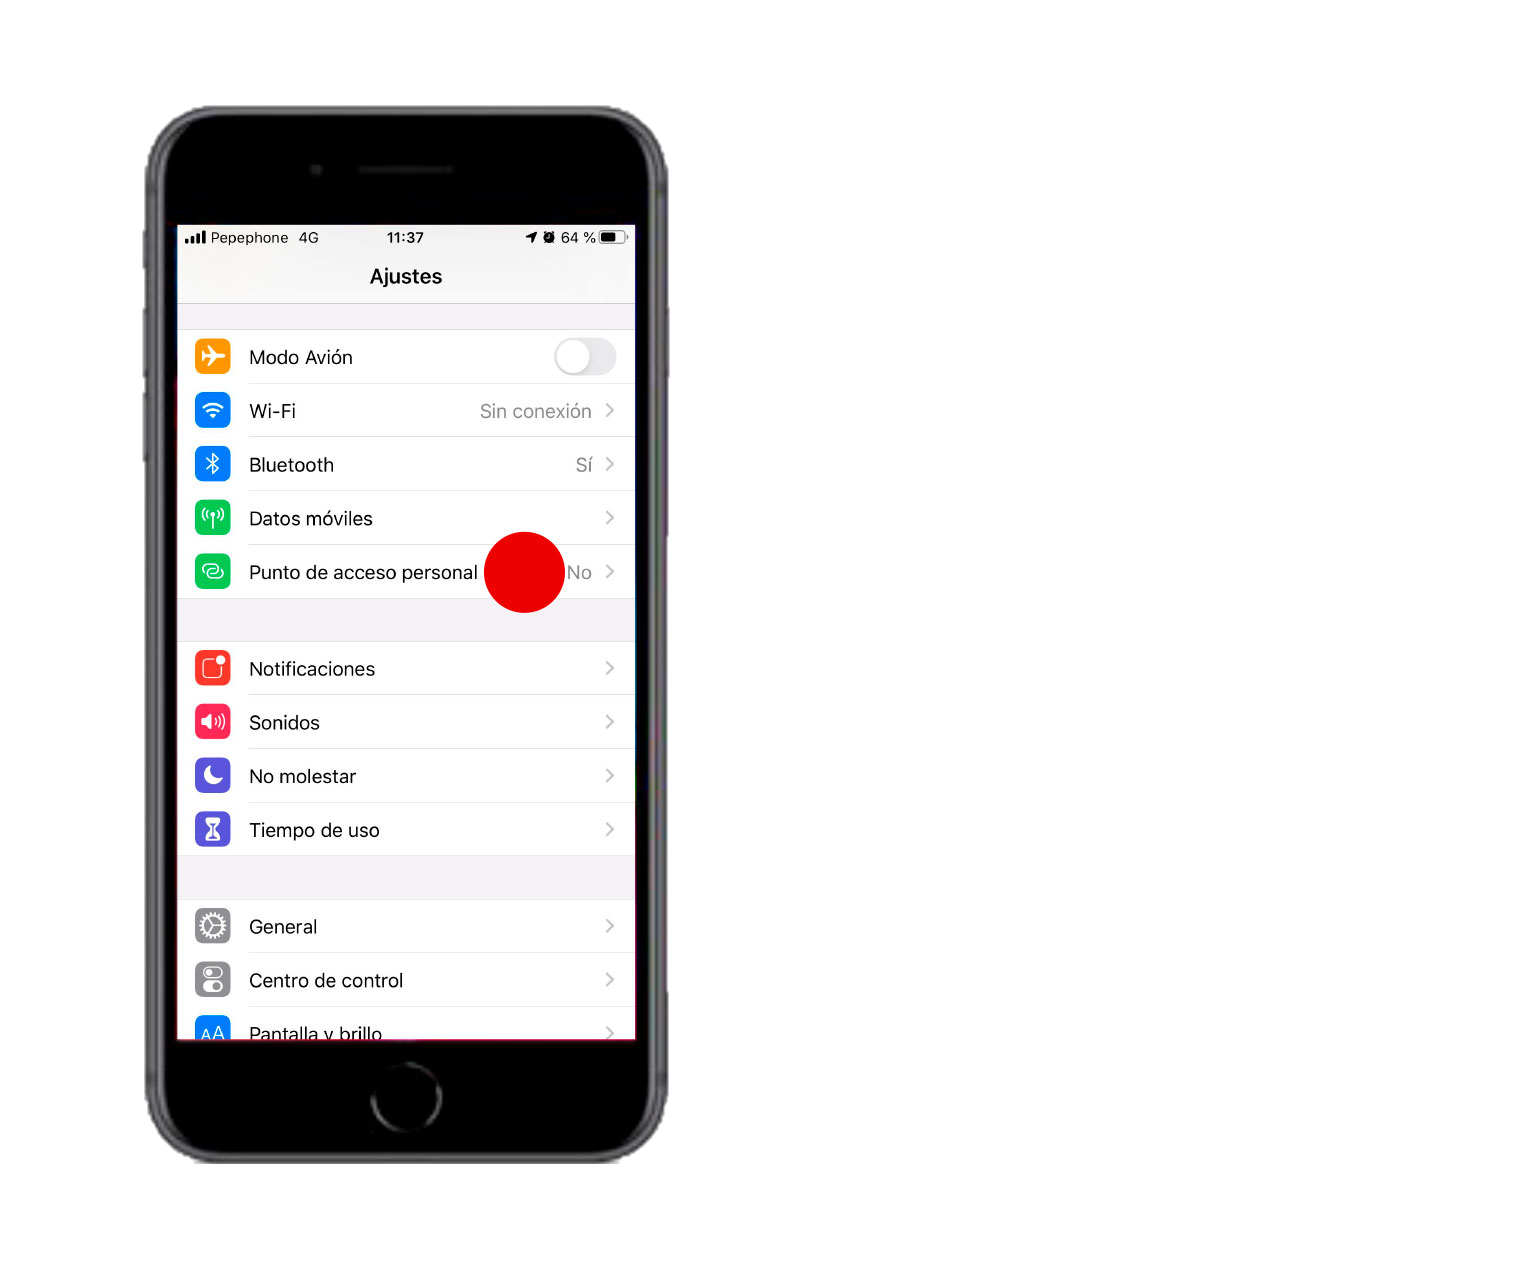 Pepephone 4G 11:37 64 %
Ajustes
Modo Avión
Wi-Fi Sin conexión
Bluetooth Sí
Datos móviles
Punto de acceso personal No
Notificaciones
Sonidos
No molestar
Tiempo de uso
General
Centro de control
AA Pantalla y brillo